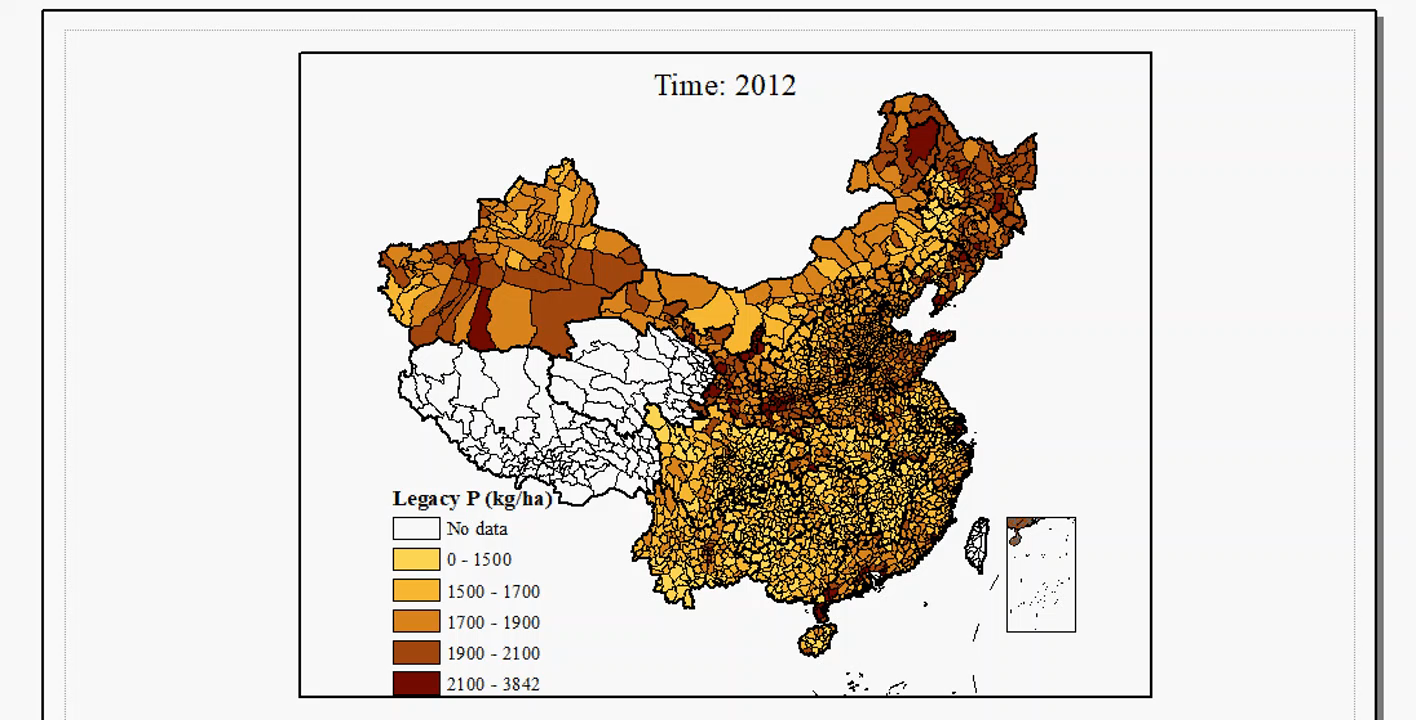 Time: 2012
Legacy P (kg/ha)
No data
0 - 1500
1500 - 1700
1700 - 1900
1900 - 2100
2100 - 3842